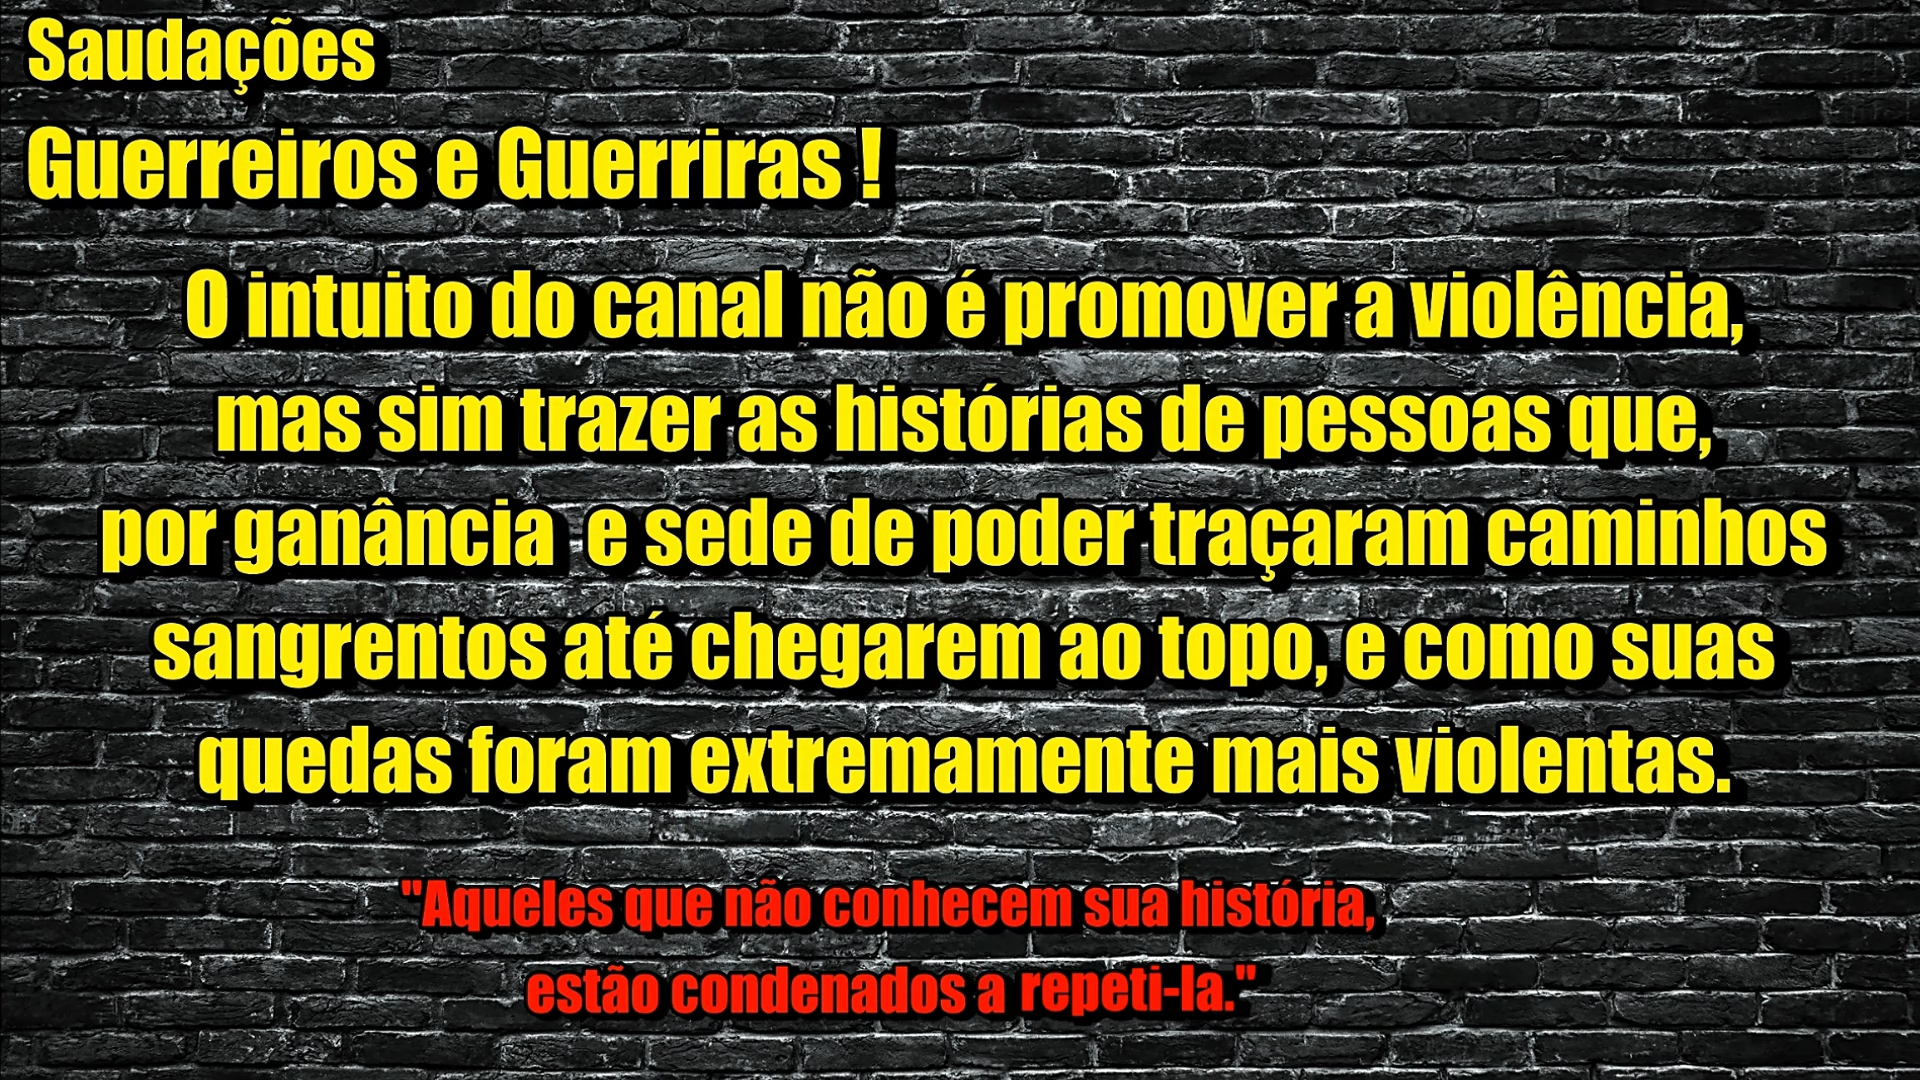 Saudações
Guerreiros e Guerriras !
O intuito do canal não é promover a violência,
mas sim trazer as histórias de pessoas que,
por ganância e sede de poder traçaram caminhos
sangrentos até chegarem ao topo, e como suas
quedas foram extremamente mais violentas.
"Aqueles que não conhecem sua história,
estão condenados a repeti-la."